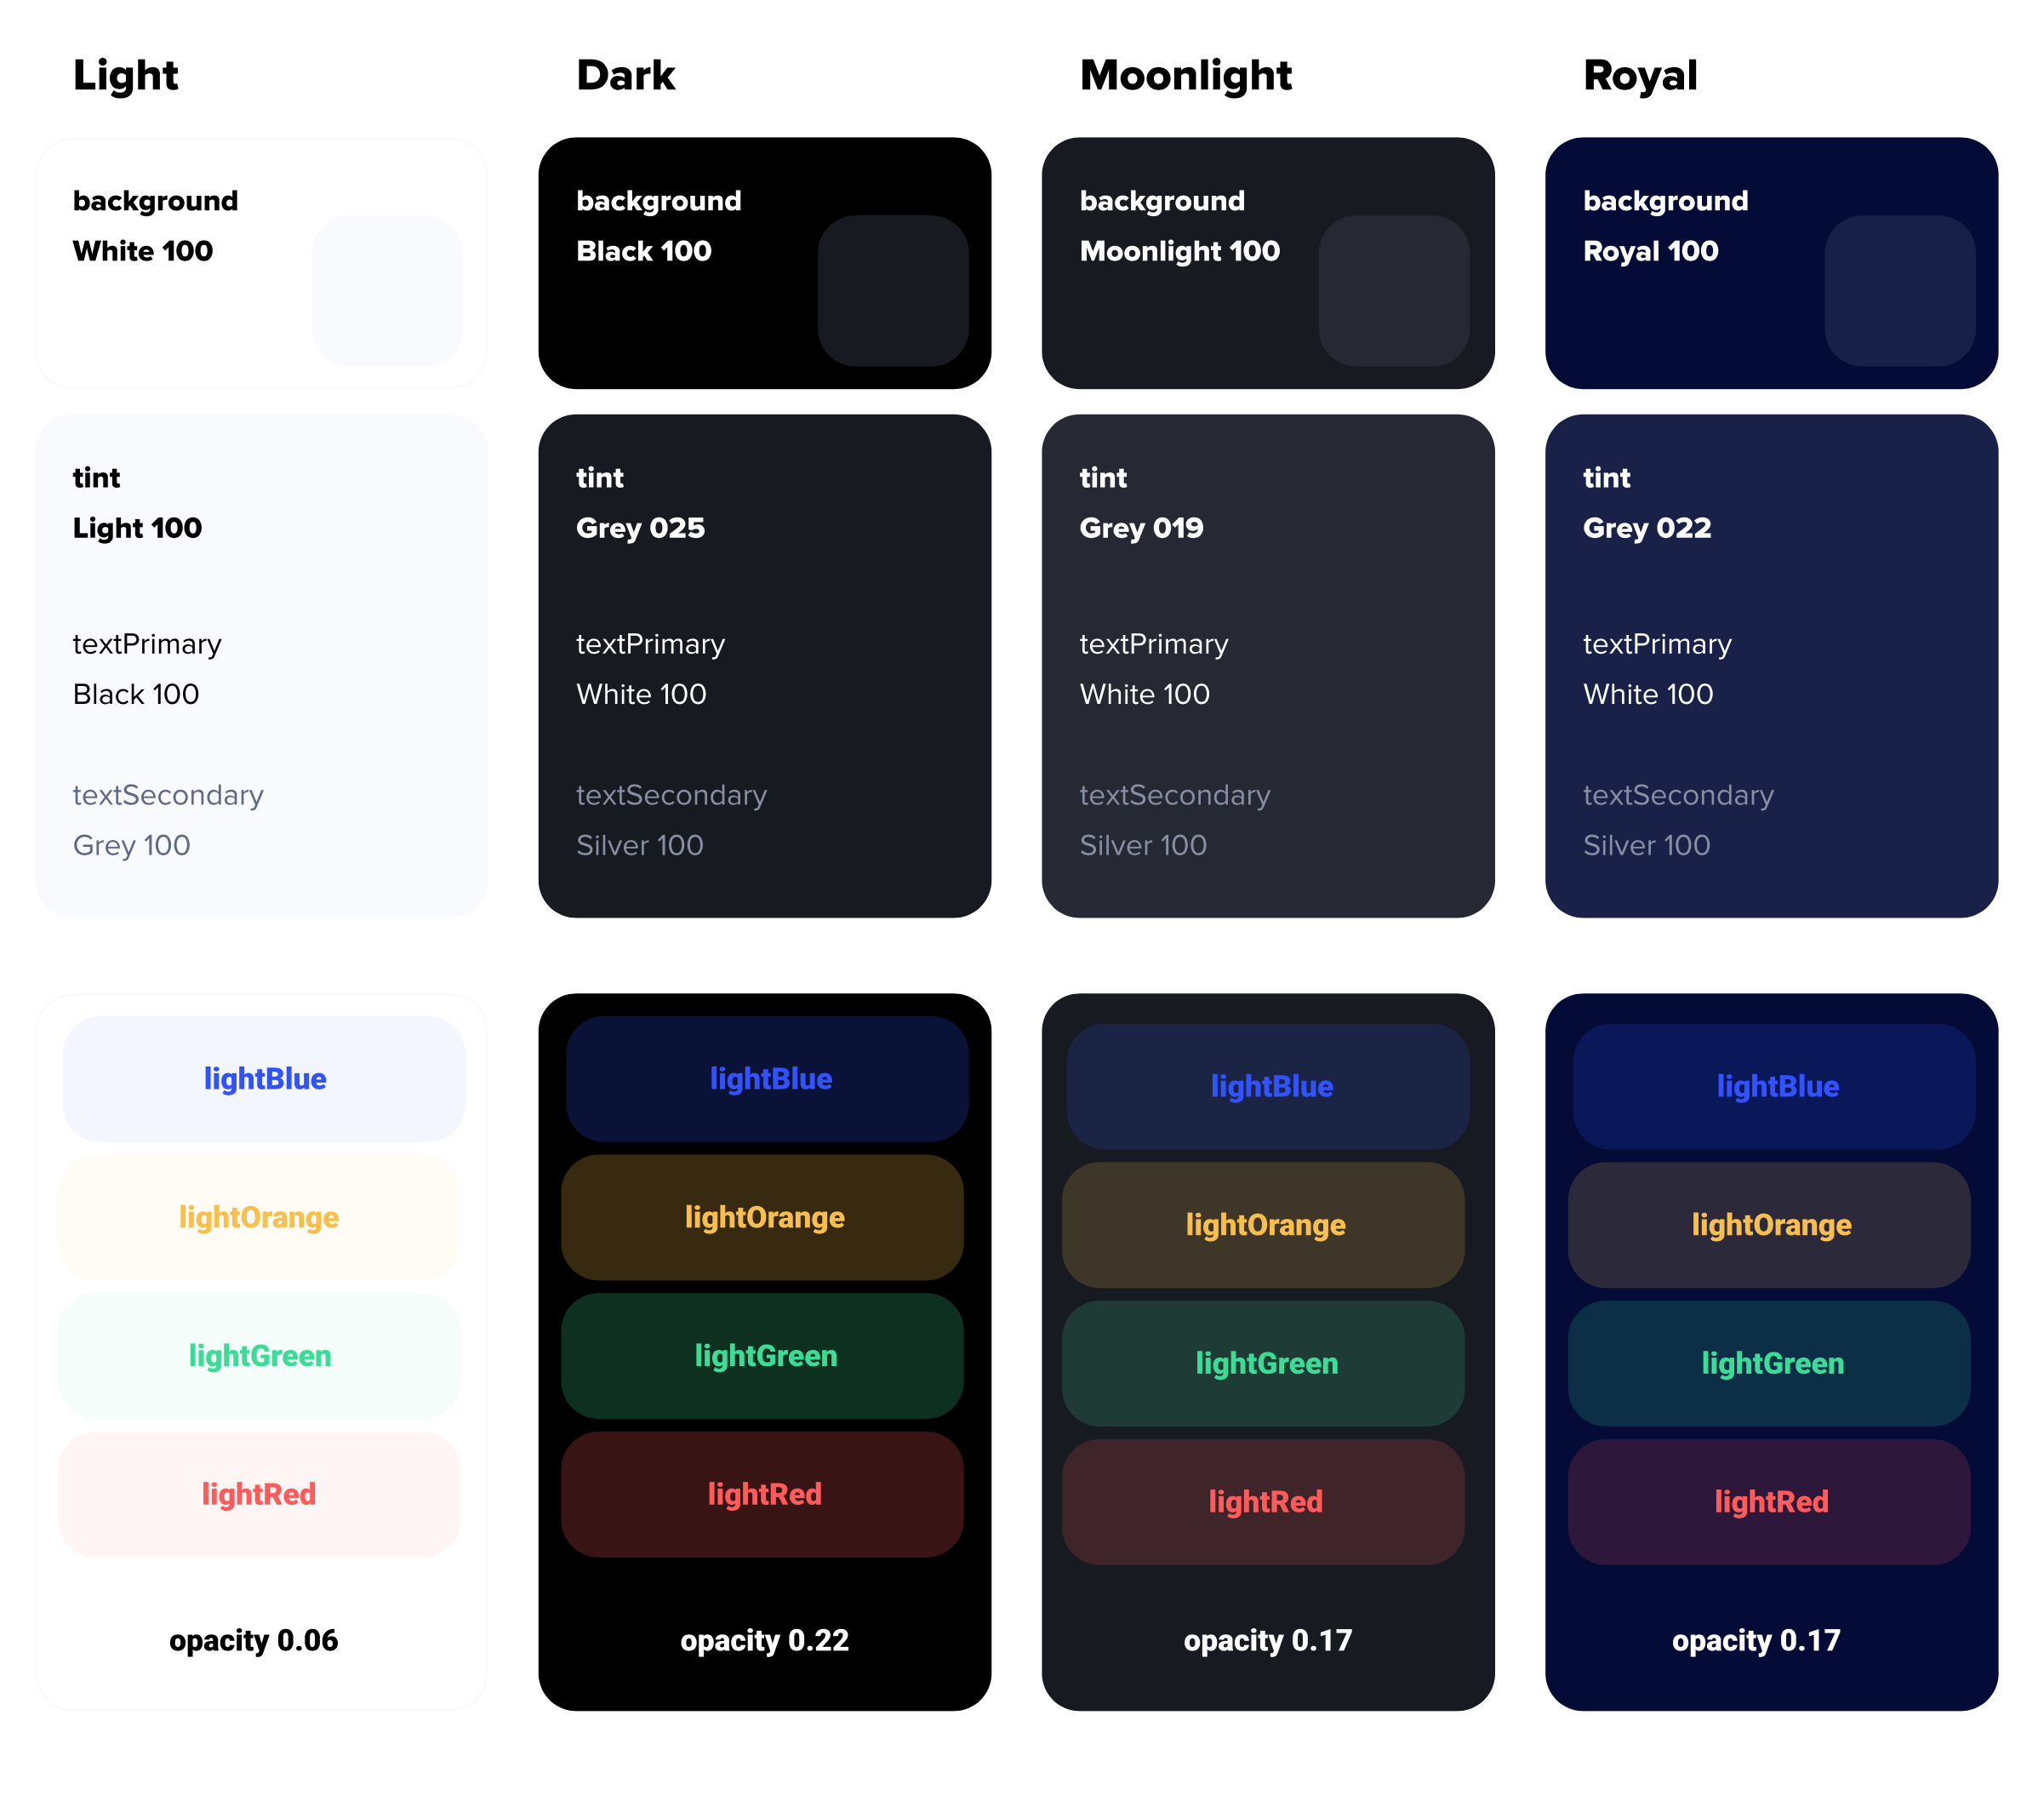 Light
background
White 100
tint
Light 100
textPrimary
Black 100
textSecondary
Grey 100
lightBlue
lightOrange
lightGreen
lightRed
opacity 0.06
Dark
background
Black 100
tint
Grey 025
textPrimary
White 100
textSecondary
Silver 100
lightBlue
lightOrange
lightGreen
lightRed
opacity 0.22
Moonlight
background
Moonlight 100
tint
Grey 019
textPrimary
White 100
textSecondary
Silver 100
lightBlue
lightOrange
lightGreen
lightRed
opacity 0.17
Royal
background
Royal 100
tint
Grey 022
textPrimary
White 100
textSecondary
Silver 100
lightBlue
lightOrange
lightGreen
lightRed
opacity 0.17